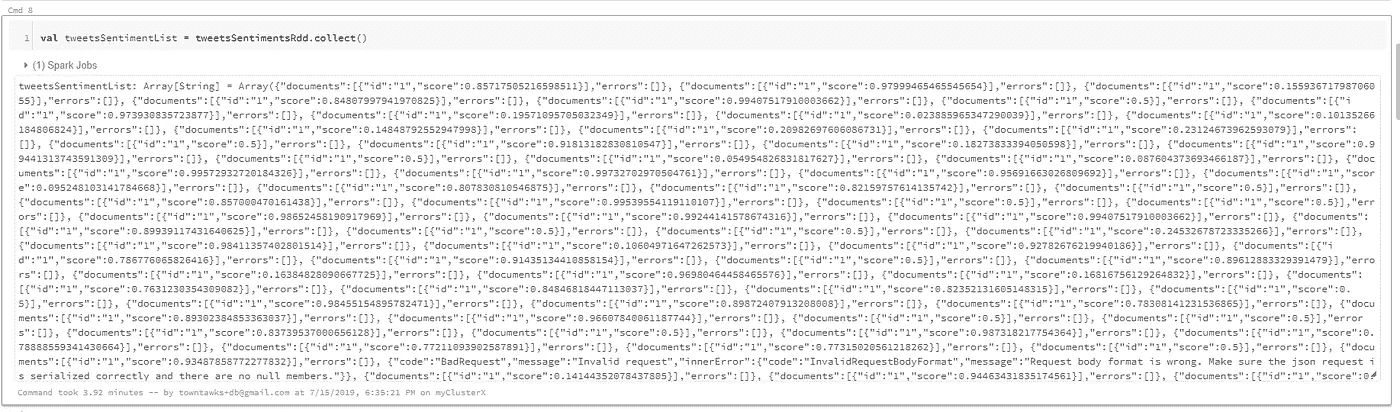 Cmd 8
1 val tweetsSentimentList = tweetsSentimentsRdd.collect()
(1) Spark Jobs
tweetsSentimentList: Array[String] = Array({"documents":[{"id":"1","score":0.85717505216598511}],"errors":[]}, {"documents":[{"id":"1","score":0.97999465465545654}],"errors":[]}, {"documents":[{"id":"1","score":0.155936717987060
55}],"errors":[]}, {"documents":[{"id":"1","score":0.84807997941970825}],"errors":[]}, {"documents":[{"id":"1","score":0.99407517910003662}],"errors":[]}, {"documents":[{"id":"1","score":0.5}],"errors":[]}, {"documents":[{"i
d":"1","score":0.973930835723877}],"errors":[]}, {"documents":[{"id":"1","score":0.19571095705032349}],"errors":[]}, {"documents":[{"id":"1","score":0.023885965347290039}],"errors":[]}, {"documents":[{"id":"1","score":0.10135266
184806824}],"errors":[]}, {"documents":[{"id":"1","score":0.14848792552947998}],"errors":[]}, {"documents":[{"id":"1","score":0.20982697606086731}],"errors":[]}, {"documents":[{"id":"1","score":0.23124673962593079}],"errors":
[]}, {"documents":[{"id":"1","score":0.5}],"errors":[]}, {"documents":[{"id":"1","score":0.91813182830810547}],"errors":[]}, {"documents":[{"id":"1","score":0.18273833394050598}],"errors":[]}, {"documents":[{"id":"1","score":0.9
9441313743591309}],"errors":[]}, {"documents":[{"id":"1","score":0.5}],"errors":[]}, {"documents":[{"id":"1","score":0.054954826831817627}],"errors":[]}, {"documents":[{"id":"1","score":0.087604373693466187}],"errors":[]}, {"doc
uments":[{"id":"1","score":0.99572932720184326}],"errors":[]}, {"documents":[{"id":"1","score":0.99732702970504761}],"errors":[]}, {"documents":[{"id":"1","score":0.95691663026809692}],"errors":[]}, {"documents":[{"id":"1","scor
e":0.095248103141784668}],"errors":[]}, {"documents":[{"id":"1","score":0.807830810546875}],"errors":[]}, {"documents":[{"id":"1","score":0.82159757614135742}],"errors":[]}, {"documents":[{"id":"1","score":0.5}],"errors":[]},
{"documents":[{"id":"1","score":0.857000470161438}],"errors":[]}, {"documents":[{"id":"1","score":0.99539554119110107}],"errors":[]}, {"documents":[{"id":"1","score":0.5}],"errors":[]}, {"documents":[{"id":"1","score":0.5}],"err
ors":[]}, {"documents":[{"id":"1","score":0.98652458190917969}],"errors":[]}, {"documents":[{"id":"1","score":0.99244141578674316}],"errors":[]}, {"documents":[{"id":"1","score":0.99407517910003662}],"errors":[]}, {"documents":
[{"id":"1","score":0.89939117431640625}],"errors":[]}, {"documents":[{"id":"1","score":0.5}],"errors":[]}, {"documents":[{"id":"1","score":0.5}],"errors":[]}, {"documents":[{"id":"1","score":0.24532678723335266}],"errors":[]},
{"documents":[{"id":"1","score":0.98411357402801514}],"errors":[]}, {"documents":[{"id":"1","score":0.10604971647262573}],"errors":[]}, {"documents":[{"id":"1","score":0.92782676219940186}],"errors":[]}, {"documents":[{"i
d":"1","score":0.786776065826416}],"errors":[]}, {"documents":[{"id":"1","score":0.91435134410858154}],"errors":[]}, {"documents":[{"id":"1","score":0.5}],"errors":[]}, {"documents":[{"id":"1","score":0.89612883329391479}],"erro
rs":[]}, {"documents":[{"id":"1","score":0.16384828090667725}],"errors":[]}, {"documents":[{"id":"1","score":0.96980464458465576}],"errors":[]}, {"documents":[{"id":"1","score":0.16816756129264832}],"errors":[]}, {"documents":
[{"id":"1","score":0.7631230354309082}],"errors":[]}, {"documents":[{"id":"1","score":0.84846818447113037}],"errors":[]}, {"documents":[{"id":"1","score":0.82352131605148315}],"errors":[]}, {"documents":[{"id":"1","score":0.
5}],"errors":[]}, {"documents":[{"id":"1","score":0.98455154895782471}],"errors":[]}, {"documents":[{"id":"1","score":0.89872407913208008}],"errors":[]}, {"documents":[{"id":"1","score":0.78308141231536865}],"errors":[]}, {"docu
ments":[{"id":"1","score":0.89302384853363037}],"errors":[]}, {"documents":[{"id":"1","score":0.96607840061187744}],"errors":[]}, {"documents":[{"id":"1","score":0.5}],"errors":[]}, {"documents":[{"id":"1","score":0.5}],"error
s":[]}, {"documents":[{"id":"1","score":0.83739537000656128}],"errors":[]}, {"documents":[{"id":"1","score":0.5}],"errors":[]}, {"documents":[{"id":"1","score":0.987318217754364}],"errors":[]}, {"documents":[{"id":"1","score":0.
78888559341430664}],"errors":[]}, {"documents":[{"id":"1","score":0.77211093902587891}],"errors":[]}, {"documents":[{"id":"1","score":0.77315020561218262}],"errors":[]}, {"documents":[{"id":"1","score":0.5}],"errors":[]}, {"docu
ments":[{"id":"1","score":0.93487858772277832}],"errors":[]}, {"code":"BadRequest","message":"Invalid request","innerError":{"code":"InvalidRequestBodyFormat","message":"Request body format is wrong. Make sure the json request i
s serialized correctly and there are no null members."}}, {"documents":[{"id":"1","score":0.14144352078437805}],"errors":[]}, {"documents":[{"id":"1","score":0.94463431835174561}],"errors":[]}, {"documents":[{"id":"1","score":0.
Command took 3.92 minutes -- by towntawks+db@gmail.com at 7/15/2019, 6:35:21 PM on myClusterX